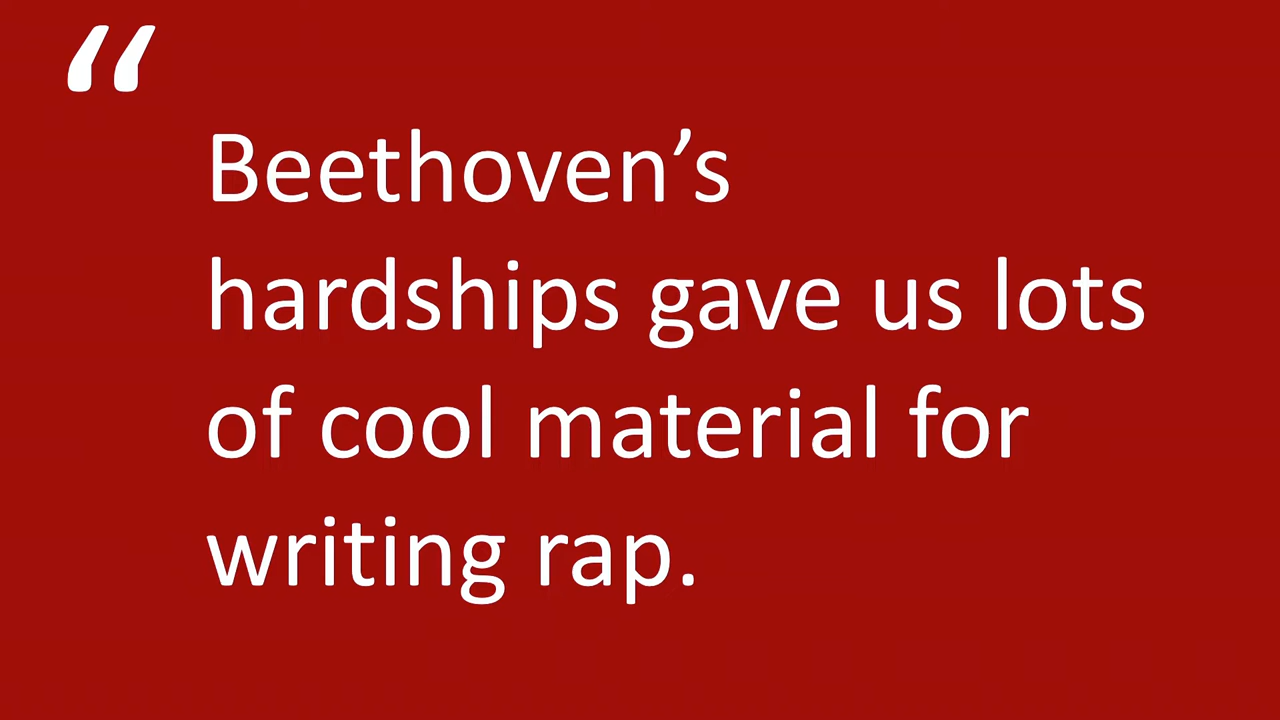 “
Beethoven’s
hardships gave us lots
of cool material for
writing rap.